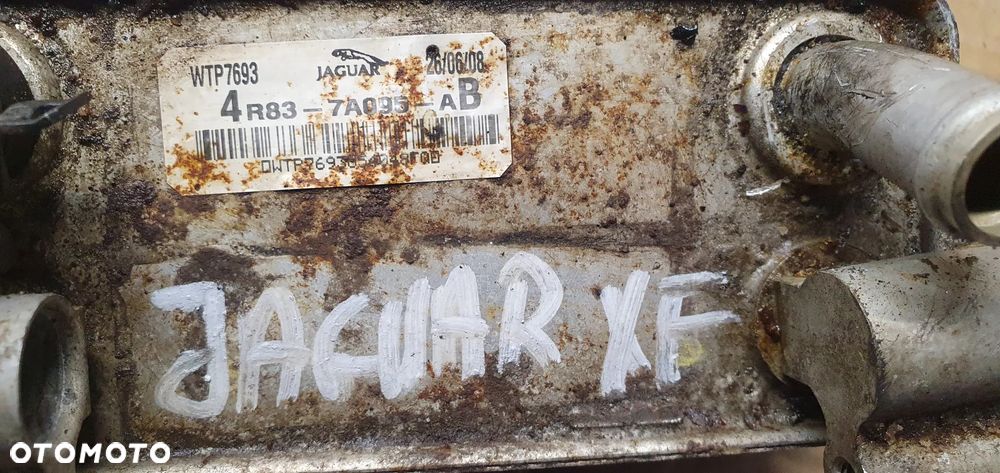 WTP7693 JAGUAR 26/06/08
4R83-7A095-AB
JAGUAR XF
OTOMOTO